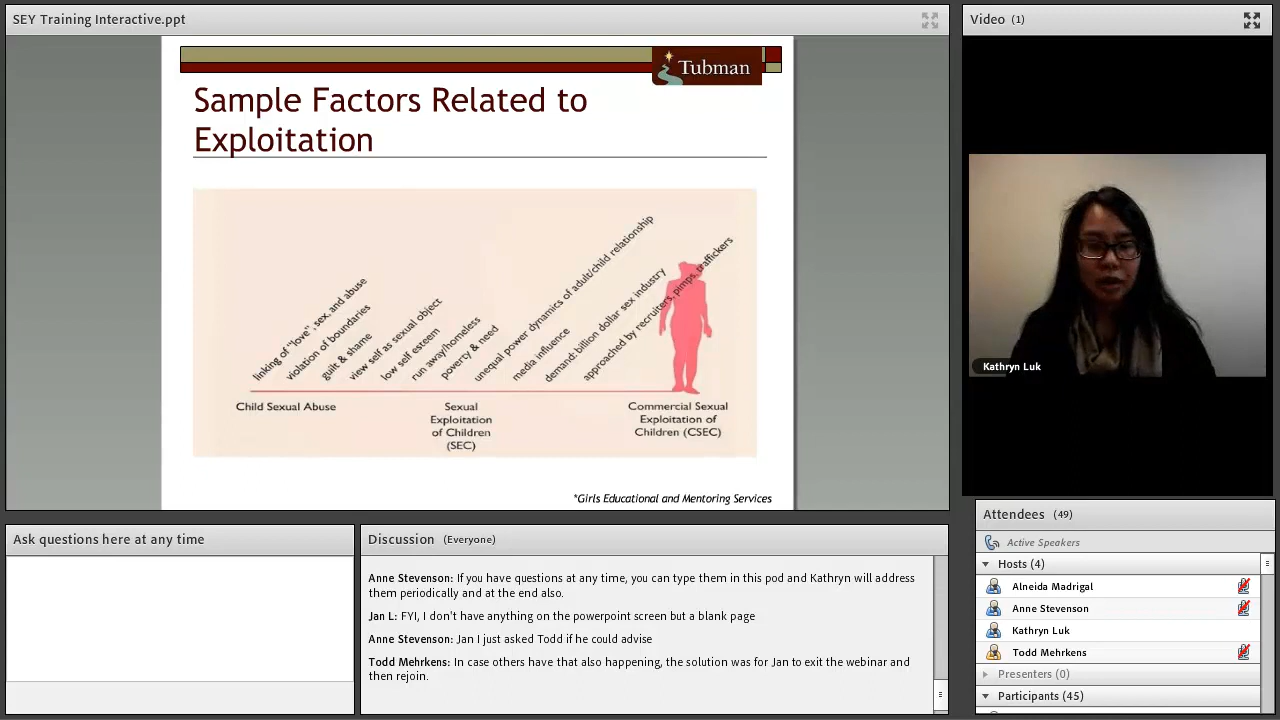 SEY Training Interactive.ppt
Tubman
Sample Factors Related to
Exploitation
linking of "love", sex, and abuse
violation of boundaries
guilt & shame
view self as sexual object
low self esteem
run away/homeless
poverty & need
unequal power dynamics of adult/child relationship
media influence
demand: billion dollar sex industry
approached by recruiters, pimps, traffickers
Child Sexual Abuse
Sexual
Exploitation
of Children
(SEC)
Commercial Sexual
Exploitation of
Children (CSEC)
*Girls Educational and Mentoring Services
Video (1)
Kathryn Luk
Ask questions here at any time
Discussion (Everyone)
Anne Stevenson: If you have questions at any time, you can type them in this pod and Kathryn will address
them periodically and at the end also.
Jan L: FYI, I don't have anything on the powerpoint screen but a blank page
Anne Stevenson: Jan I just asked Todd if he could advise
Todd Mehrkens: In case others have that also happening, the solution was for Jan to exit the webinar and
then rejoin.
Attendees (49)
Active Speakers
Hosts (4)
Alneida Madrigal
Anne Stevenson
Kathryn Luk
Todd Mehrkens
Presenters (0)
Participants (45)